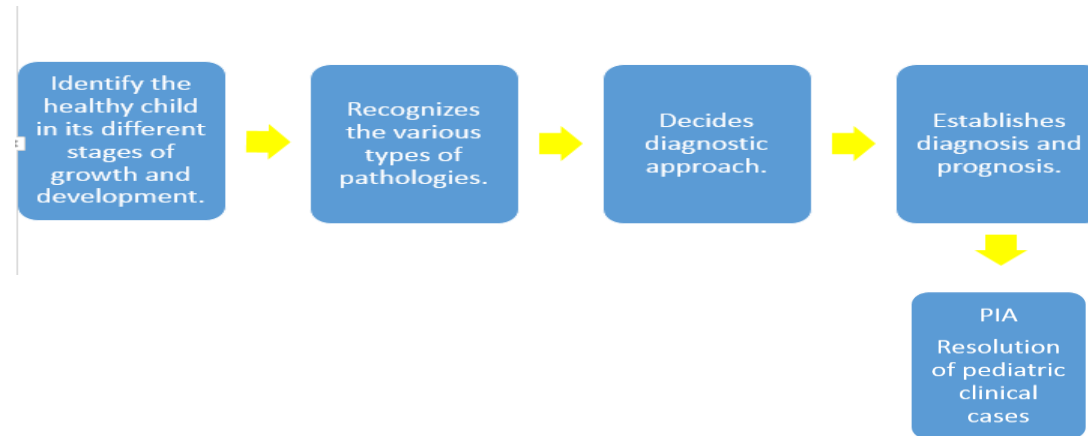 Identify the
healthy child
in its different
stages of
growth and
development.
Recognizes
the various
types of
pathologies.
Decides
diagnostic
approach.
Establishes
diagnosis and
prognosis.
PIA
Resolution
of pediatric
clinical
cases